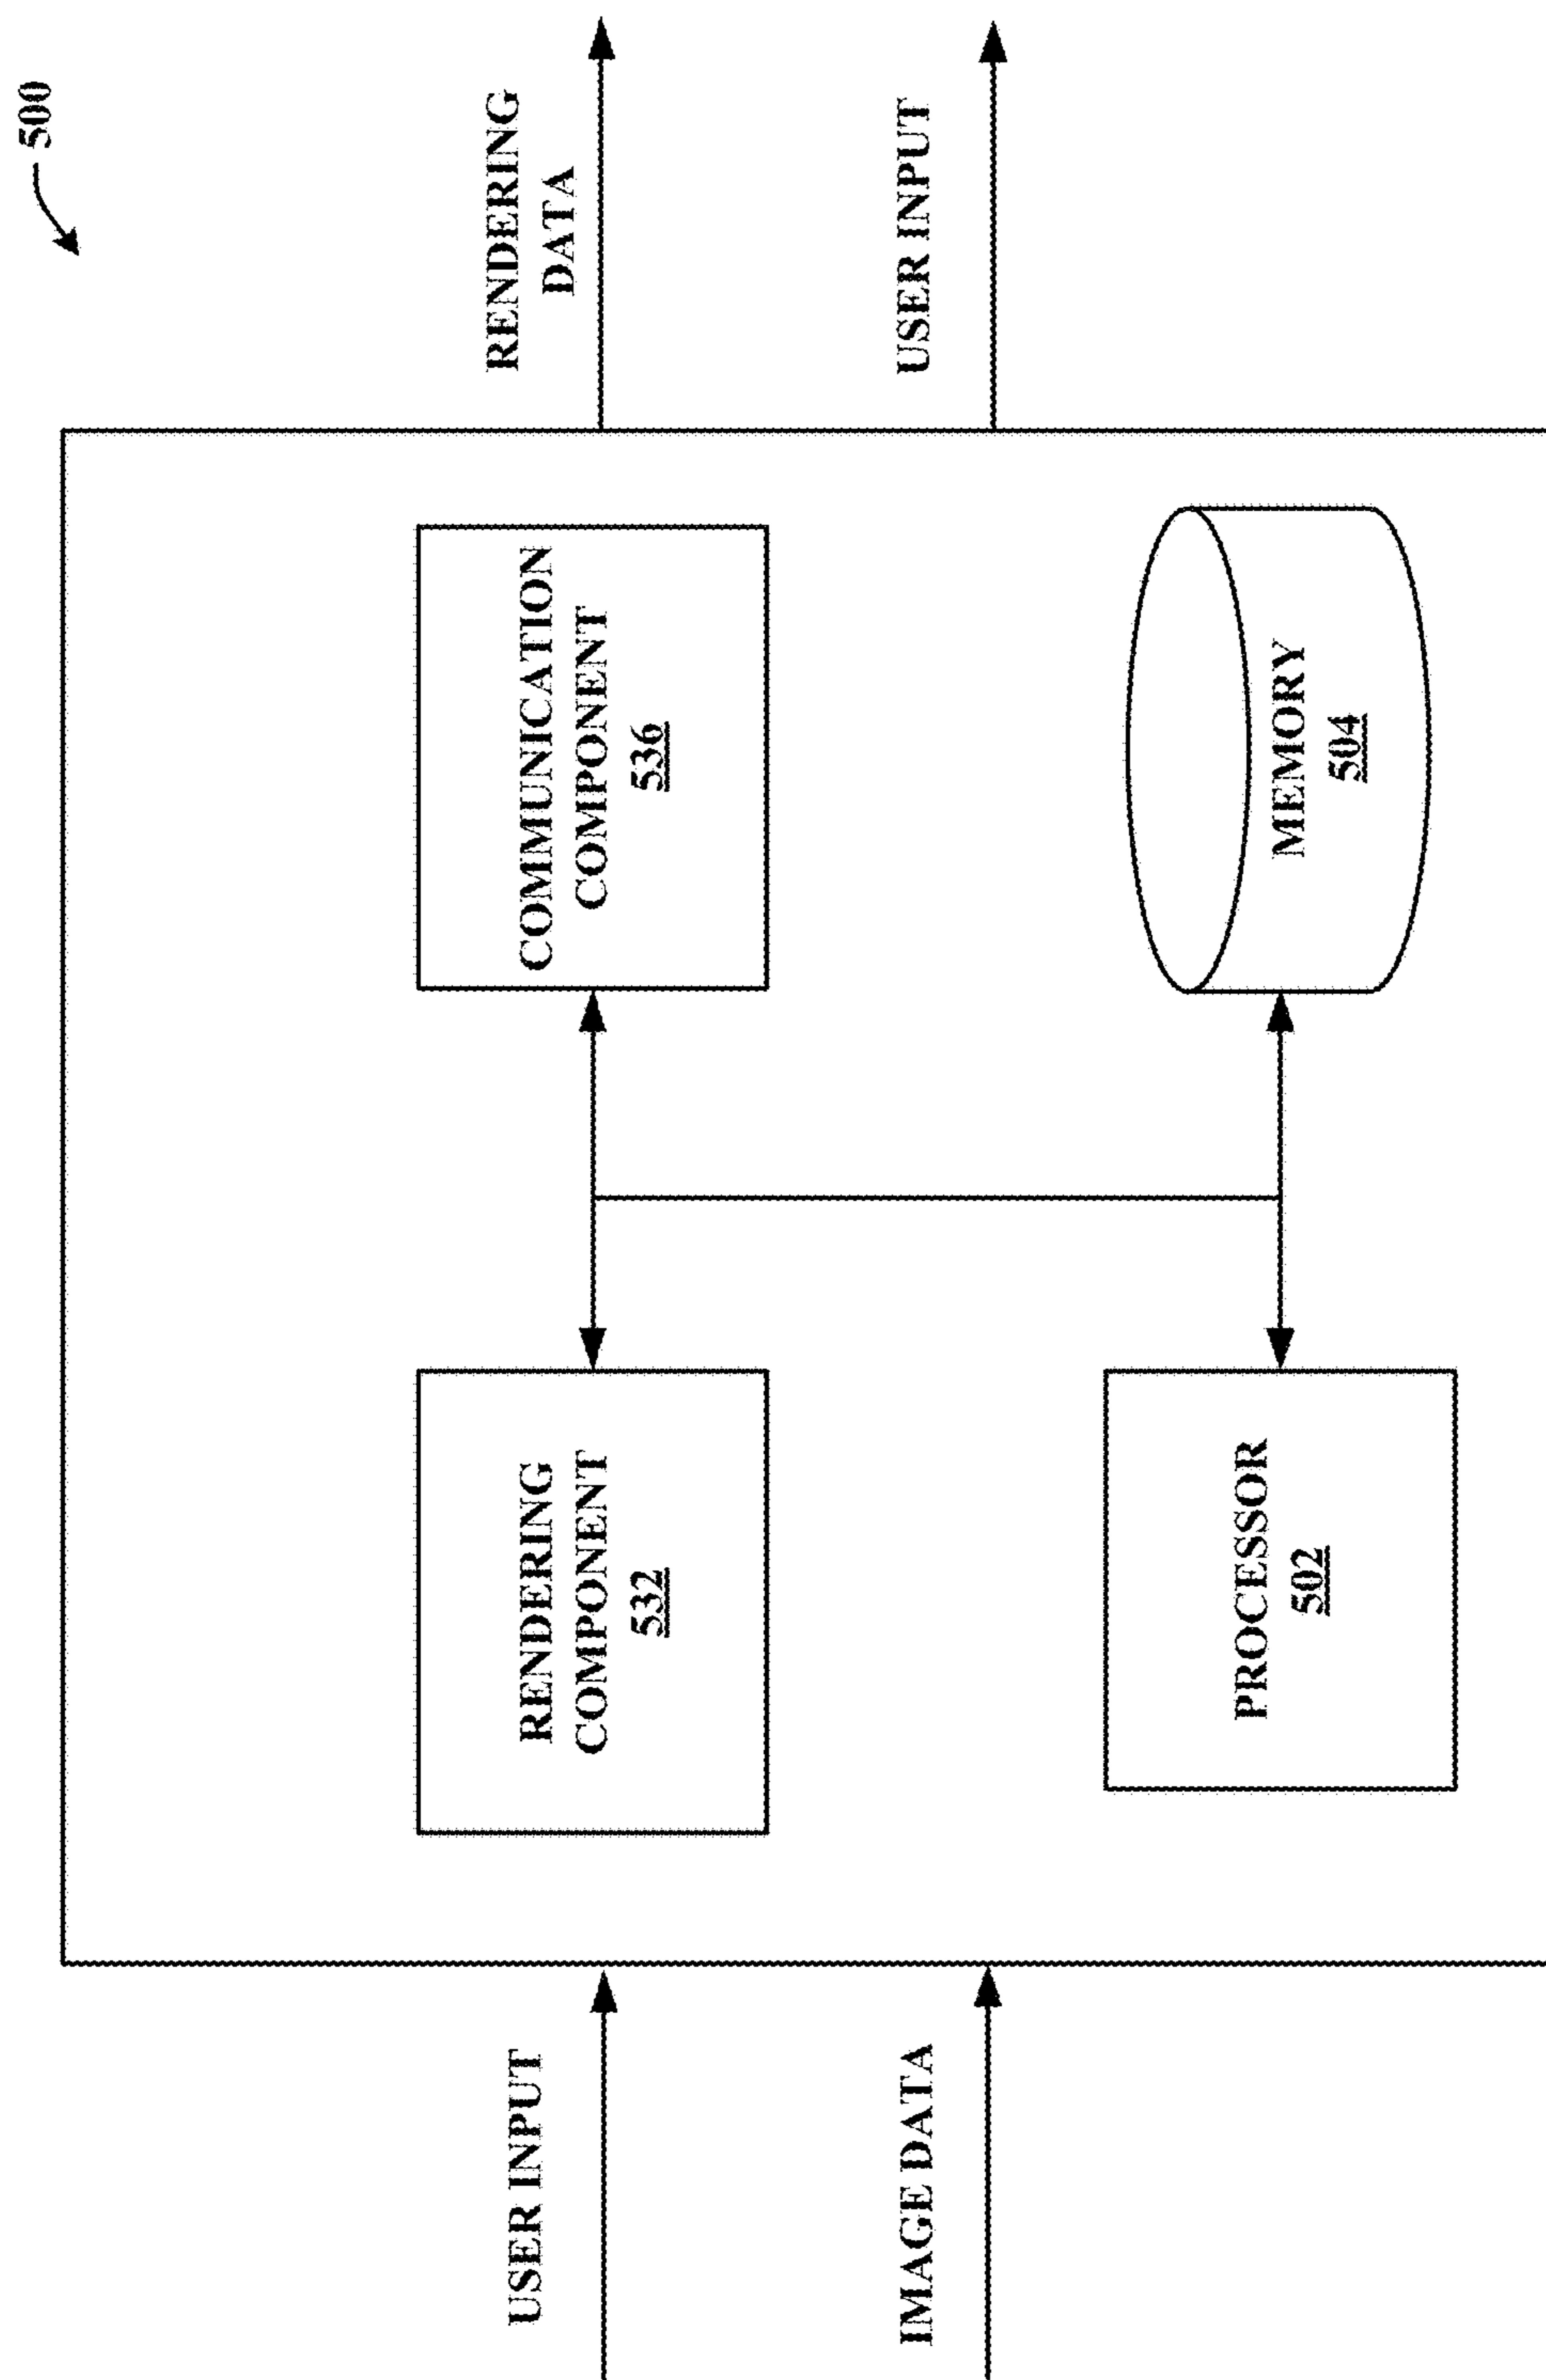 500
USER INPUT
IMAGE DATA
RENDERING
COMPONENT
532
COMMUNICATION
COMPONENT
536
PROCESSOR
502
MEMORY
504
RENDERING
DATA
USER INPUT